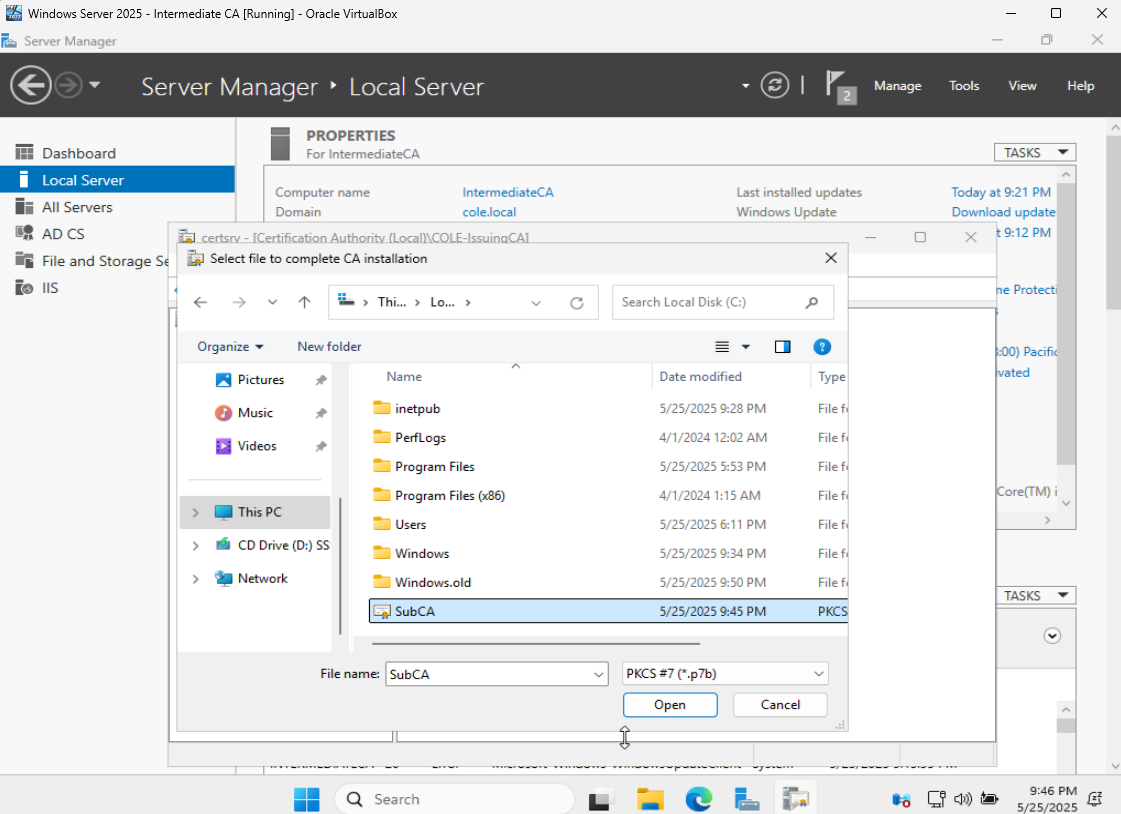 Windows Server 2025 - Intermediate CA [Running] - Oracle VirtualBox
Server Manager
Server Manager ‣ Local Server
2
Manage
Tools
View
Help
Dashboard
Local Server
All Servers
AD CS
File and Storage Se
IIS
PROPERTIES
For IntermediateCA
TASKS
Computer name IntermediateCA Last installed updates Today at 9:21 PM
Domain cole.local Windows Update Download update
t 9:12 PM
me Protecti
s
:00) Pacific
vated
Core(TM) i
certsrv - [Certification Authority (Local)\COLE-IssuingCA]
Select file to complete CA installation
Thi... › Lo... ›
Search Local Disk (C:)
Organize
New folder
?
Pictures
Music
Videos
This PC
CD Drive (D:) SS
Network
Name Date modified Type
inetpub 5/25/2025 9:28 PM File f
PerfLogs 4/1/2024 12:02 AM File f
Program Files 5/25/2025 5:53 PM File f
Program Files (x86) 4/1/2024 1:15 AM File f
Users 5/25/2025 6:11 PM File f
Windows 5/25/2025 9:34 PM File f
Windows.old 5/25/2025 9:50 PM File f
SubCA 5/25/2025 9:45 PM PKCS
File name: SubCA PKCS #7 (*.p7b)
Open
Cancel
TASKS
Search
9:46 PM
5/25/2025